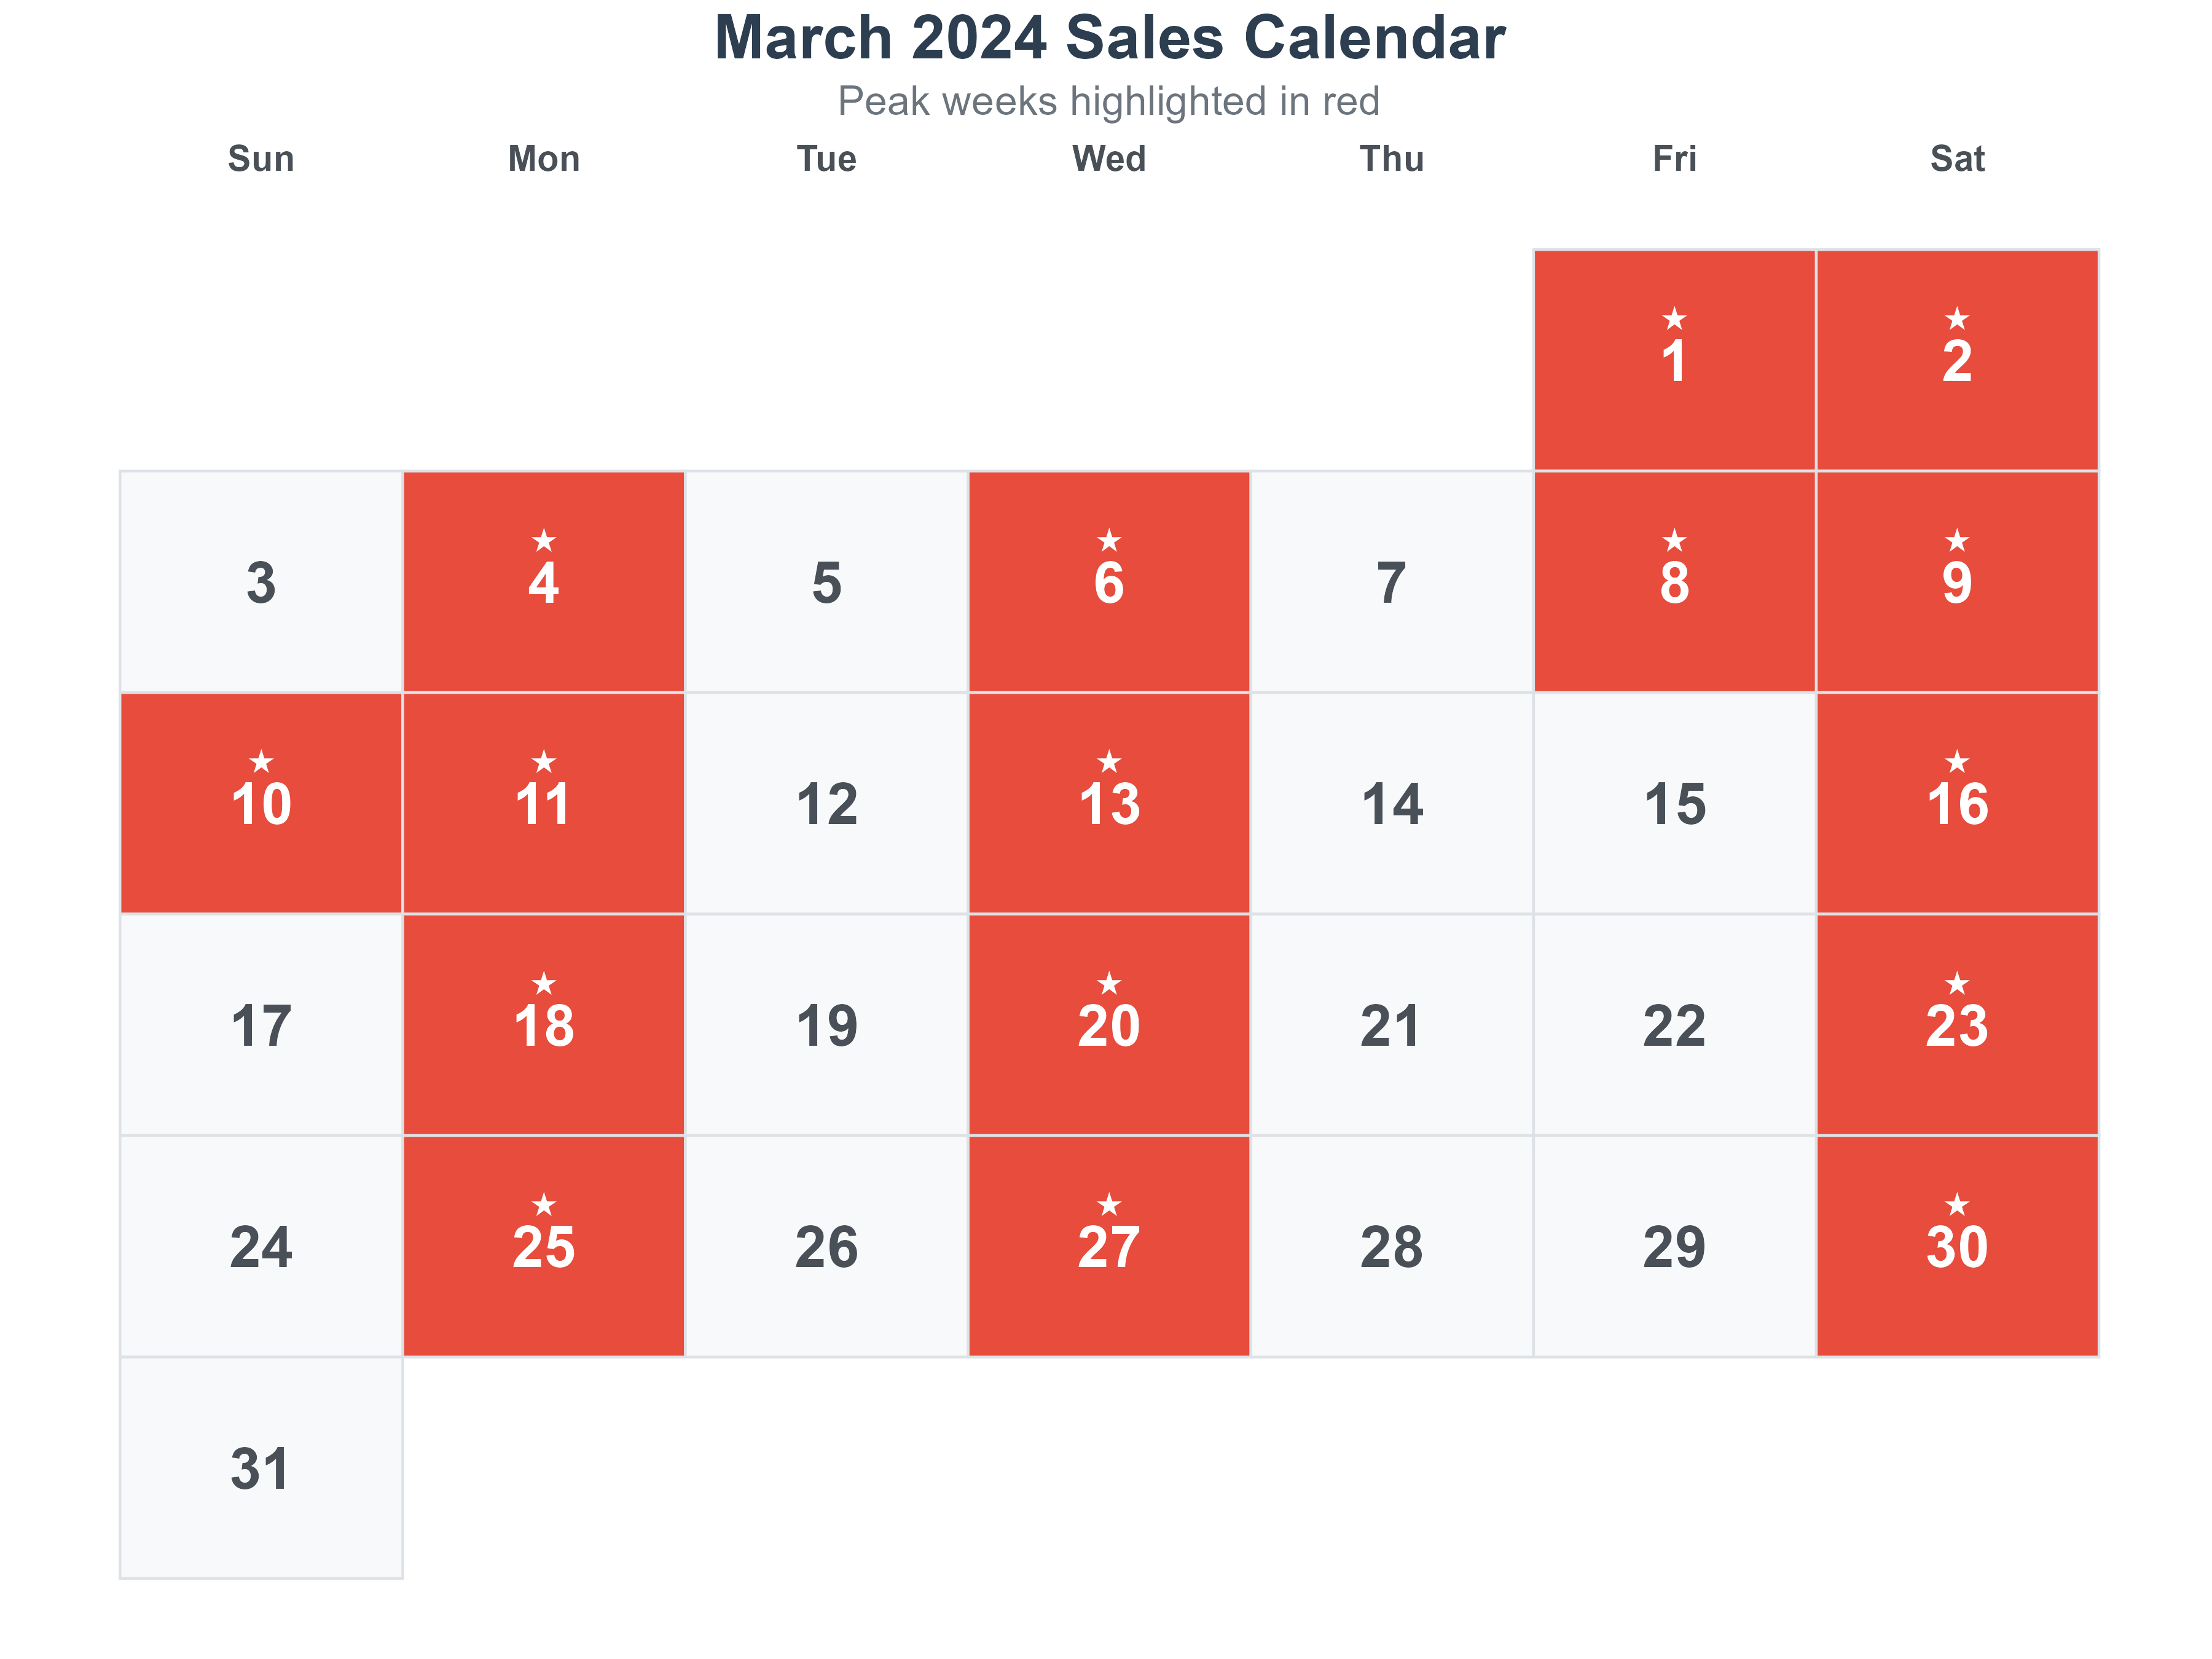 March 2024 Sales Calendar
Peak weeks highlighted in red
Sun Mon Tue Wed Thu Fri Sat
★ ★
1 2
★ ★ ★ ★
3 4 5 6 7 8 9
★ ★ ★ ★
10 11 12 13 14 15 16
★ ★ ★
17 18 19 20 21 22 23
★ ★ ★
24 25 26 27 28 29 30
31